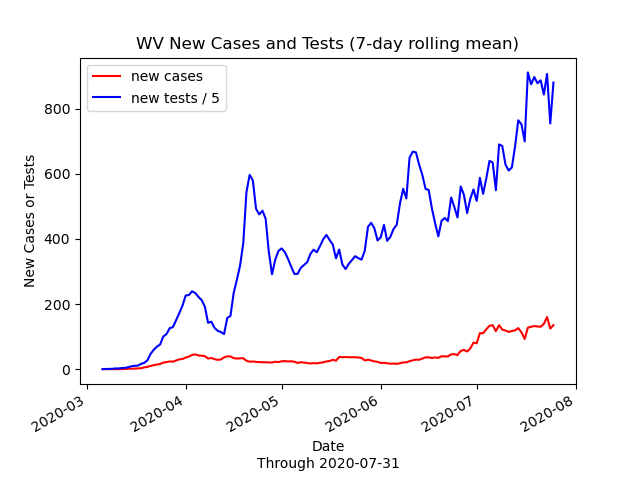 WV New Cases and Tests (7-day rolling mean)
new cases
new tests / 5
800
600
400
200
0
New Cases or Tests
2020-03
2020-04
2020-05
2020-06
2020-07
2020-08
Date
Through 2020-07-31